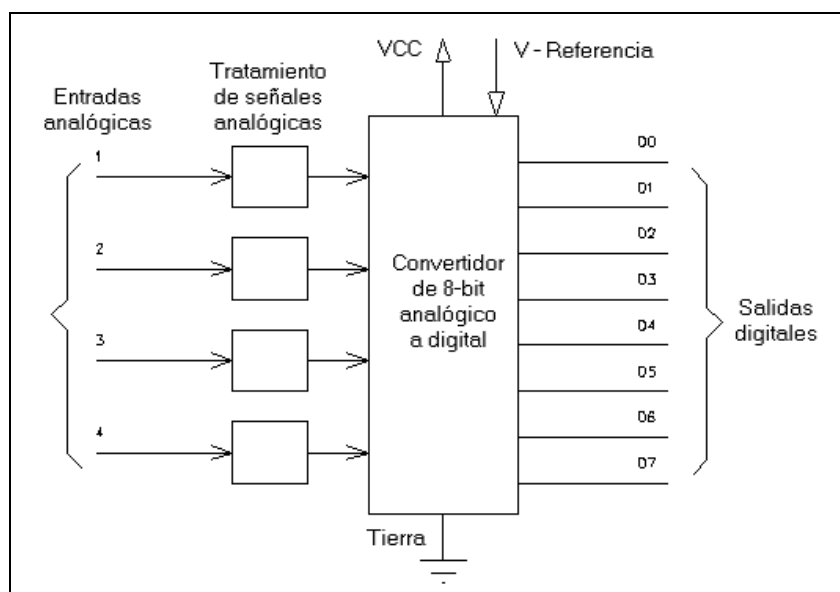 VCC
V - Referencia
Tratamiento
de señales
analógicas
Entradas
analógicas
1
2
3
4
Convertidor
de 8-bit
analógico
a digital
D0
D1
D2
D3
D4
D5
D6
D7
Salidas
digitales
Tierra